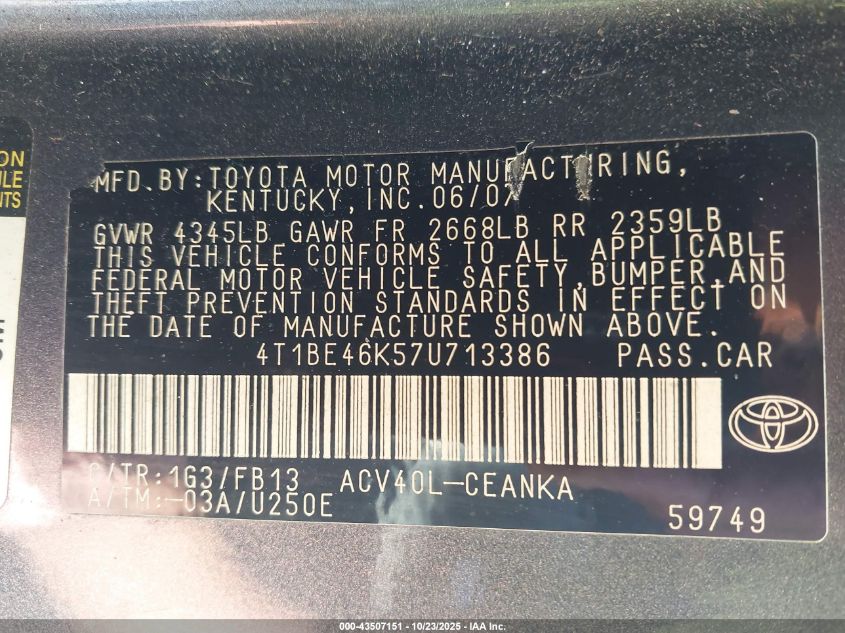 ON
ILE
NTS
MFD.BY:TOYOTA MOTOR MANUFACTURING,
KENTUCKY, INC. 06/07
GVWR 4345LB GAWR FR 2668LB RR 2359LB
THIS VEHICLE CONFORMS TO ALL APPLICABLE
FEDERAL MOTOR VEHICLE SAFETY, BUMPER, AND
THEFT PREVENTION STANDARDS IN EFFECT ON
THE DATE OF MANUFACTURE SHOWN ABOVE.
4T1BE46K57U713386 PASS.CAR
C/TR:1G3/FB13 ACV40L-CEANKA
A/TM:-03A/U250E
59749
000-43507151 | 10/23/2025 | IAA Inc.